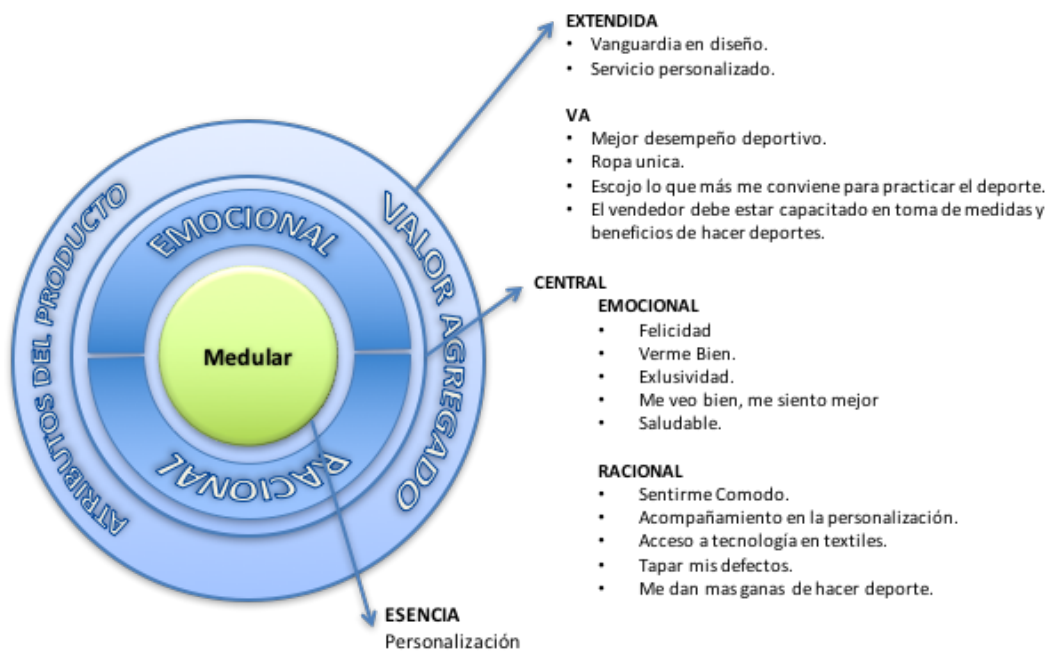 EXTENDIDA
• Vanguardia en diseño.
• Servicio personalizado.
VA
• Mejor desempeño deportivo.
• Ropa unica.
• Escojo lo que más me conviene para practicar el deporte.
• El vendedor debe estar capacitado en toma de medidas y
beneficios de hacer deportes.
ATRIBUTOS DEL PRODUCTO
VALOR AGREGADO
EMOCIONAL
Medular
RACIONAL
CENTRAL
EMOCIONAL
• Felicidad
• Verme Bien.
• Exlusividad.
• Me veo bien, me siento mejor
• Saludable.
RACIONAL
• Sentirme Comodo.
• Acompañamiento en la personalización.
• Acceso a tecnología en textiles.
• Tapar mis defectos.
• Me dan mas ganas de hacer deporte.
ESENCIA
Personalización